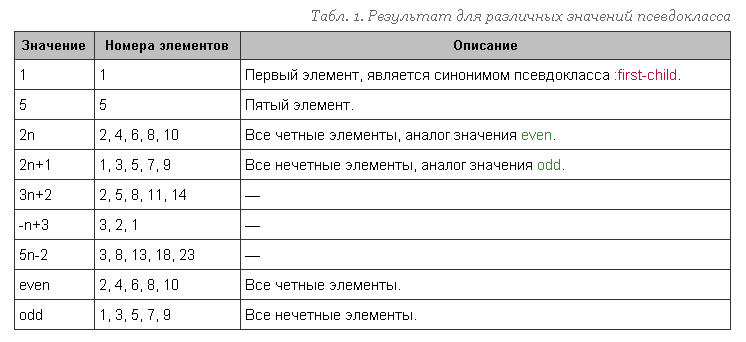 Табл. 1. Результат для различных значений псевдокласса
Значение Номера элементов Описание
1 1 Первый элемент, является синонимом псевдокласса :first-child.
5 5 Пятый элемент.
2n 2, 4, 6, 8, 10 Все четные элементы, аналог значения even.
2n+1 1, 3, 5, 7, 9 Все нечетные элементы, аналог значения odd.
3n+2 2, 5, 8, 11, 14 —
-n+3 3, 2, 1 —
5n-2 3, 8, 13, 18, 23 —
even 2, 4, 6, 8, 10 Все четные элементы.
odd 1, 3, 5, 7, 9 Все нечетные элементы.